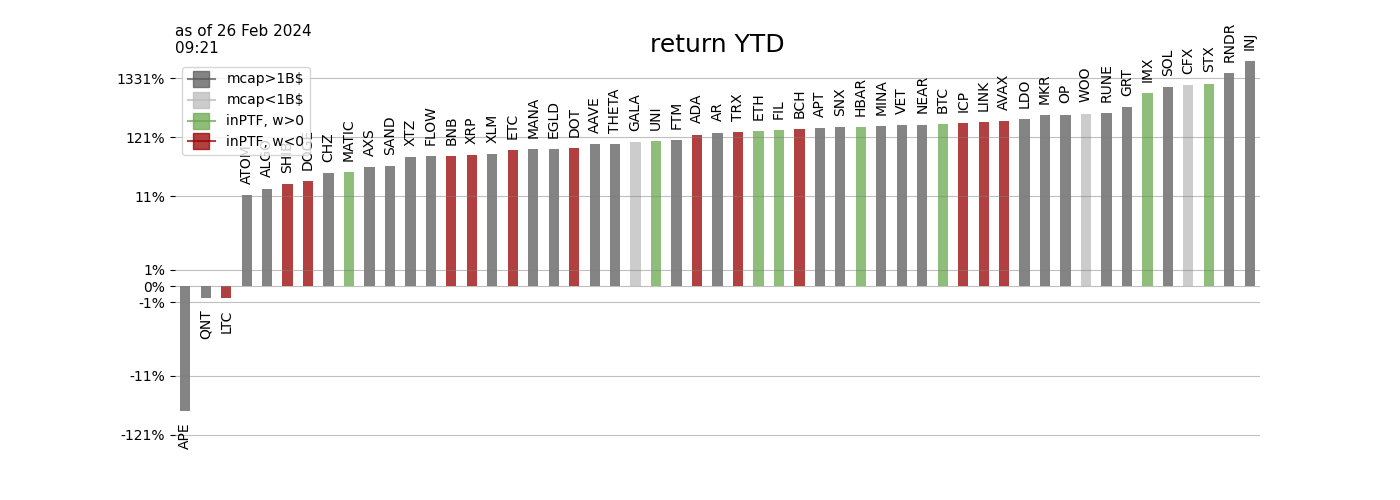 as of 26 Feb 2024
09:21
return YTD
mcap>1B$
mcap<1B$
inPTF, w>0
inPTF, w<0
1331%
121%
11%
1%
0%
-1%
-11%
-121%
APE
QNT
LTC
ATOM
ALGO
SHIB
DOGE
CHZ
MATIC
AXS
SAND
XTZ
FLOW
BNB
XRP
XLM
ETC
MANA
EGLD
DOT
AAVE
THETA
GALA
UNI
FTM
ADA
AR
TRX
ETH
FIL
BCH
APT
SNX
HBAR
MINA
VET
NEAR
BTC
ICP
LINK
AVAX
LDO
MKR
OP
WOO
RUNE
GRT
IMX
SOL
CFX
STX
RNDR
INJ